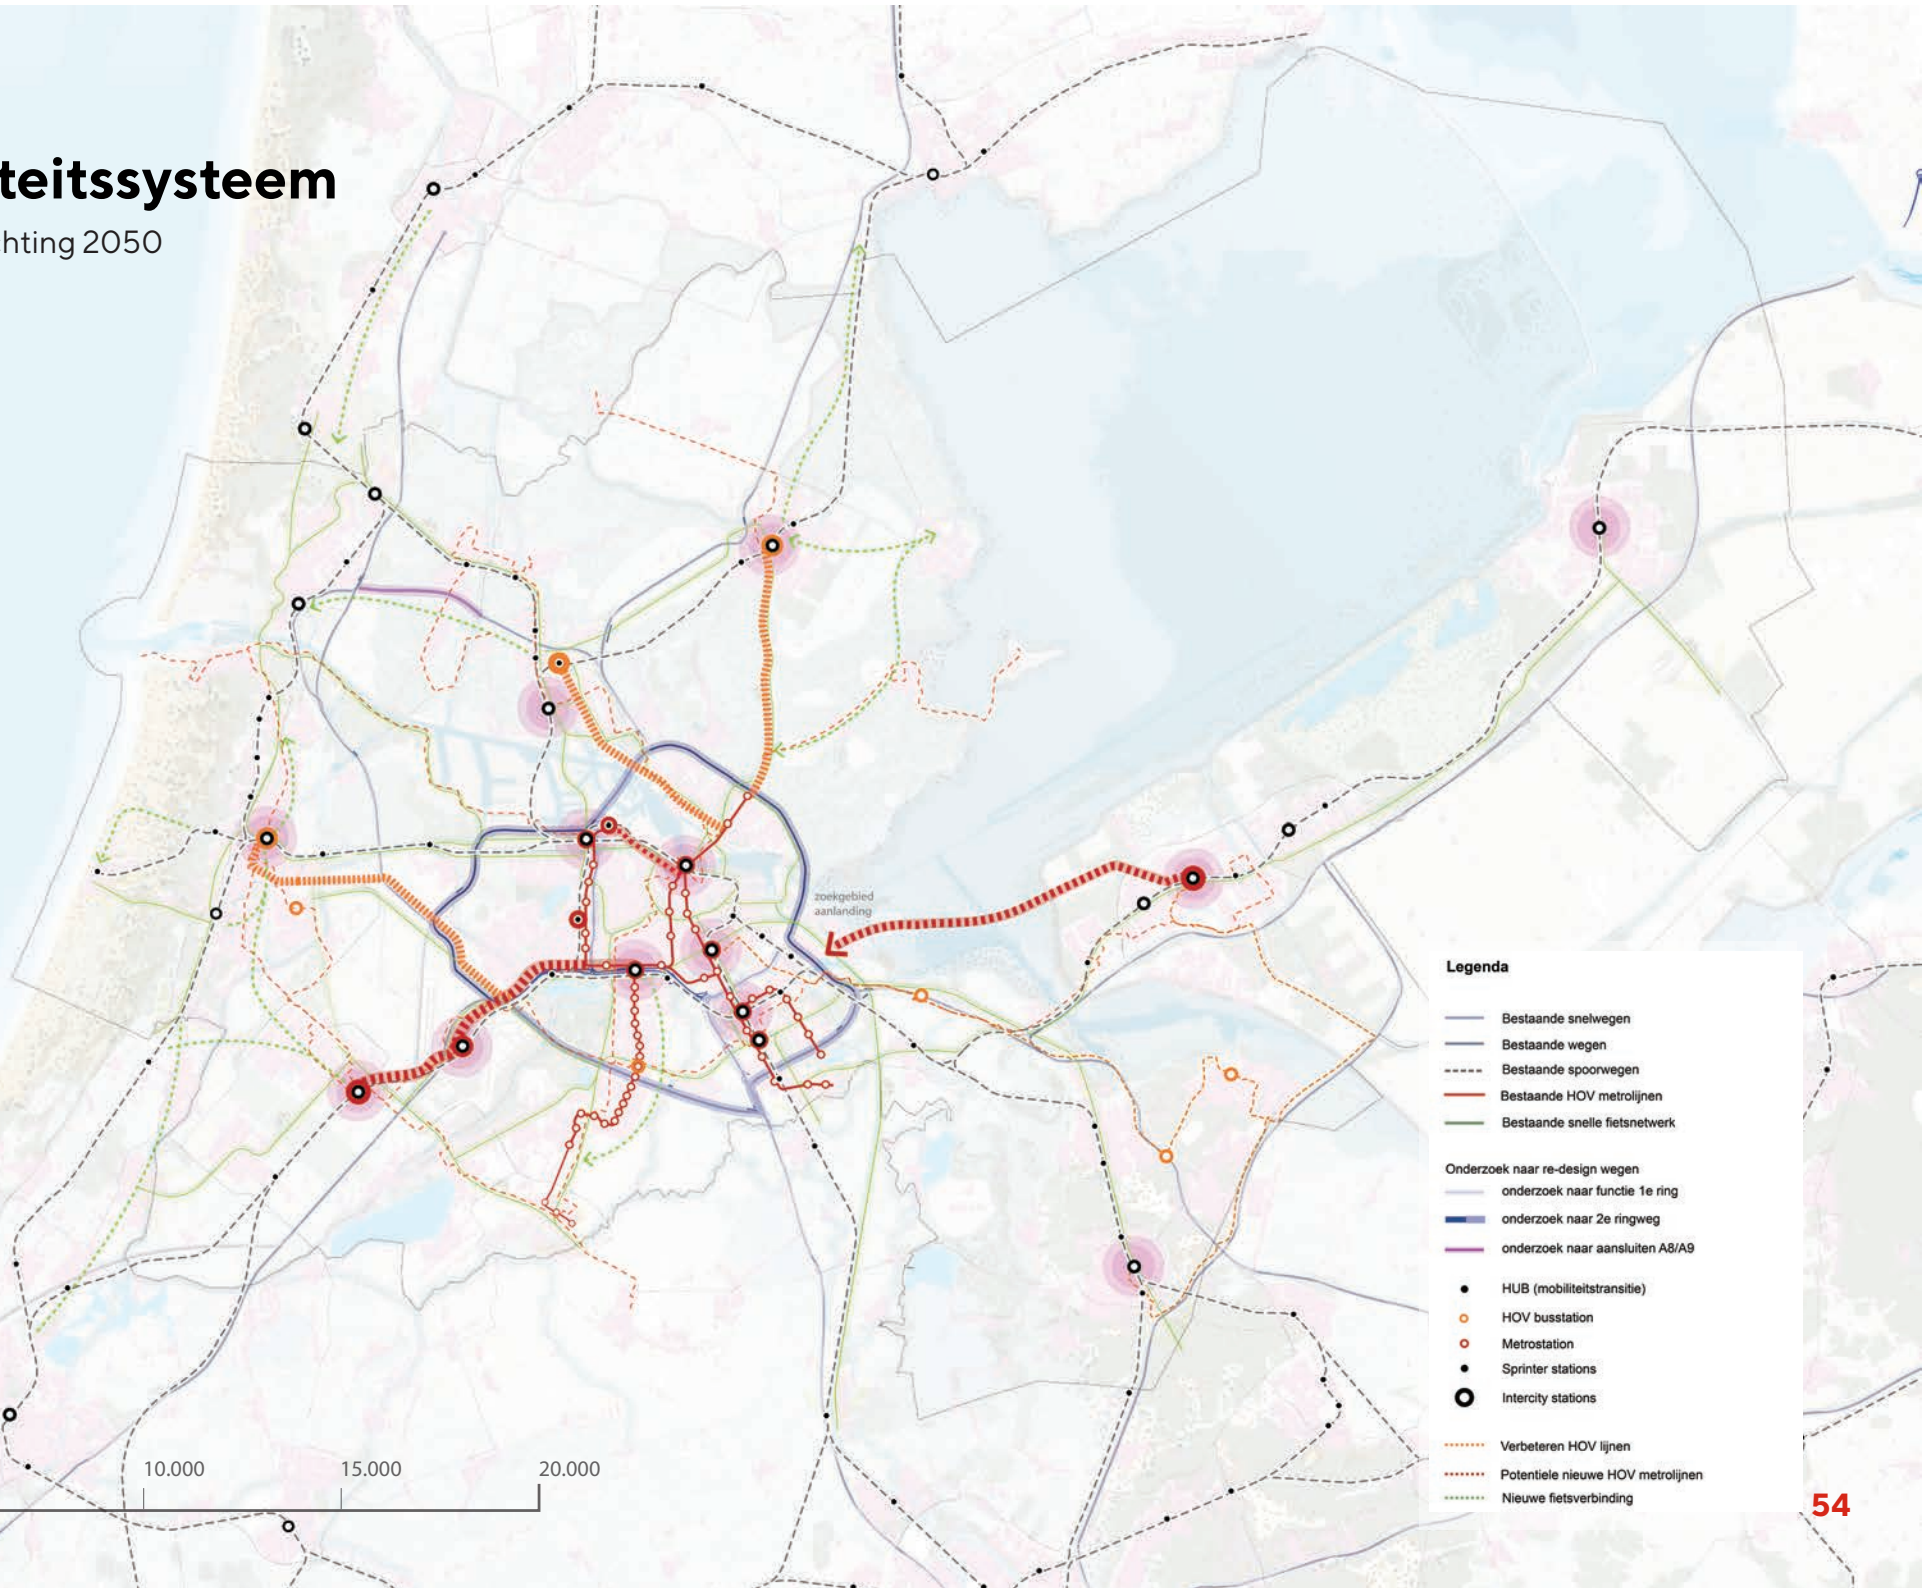 teitssysteem
hting 2050
zoekgebied
aanlanding
Legenda
Bestaande snelwegen
Bestaande wegen
Bestaande spoorwegen
Bestaande HOV metrolijnen
Bestaande snelle fietsnetwerk
Onderzoek naar re-design wegen
onderzoek naar functie 1e ring
onderzoek naar 2e ringweg
onderzoek naar aansluiten A8/A9
HUB (mobiliteitstransitie)
HOV busstation
Metrostation
Sprinter stations
Intercity stations
Verbeteren HOV lijnen
Potentiele nieuwe HOV metrolijnen
Nieuwe fietsverbinding
10.000 15.000 20.000
54